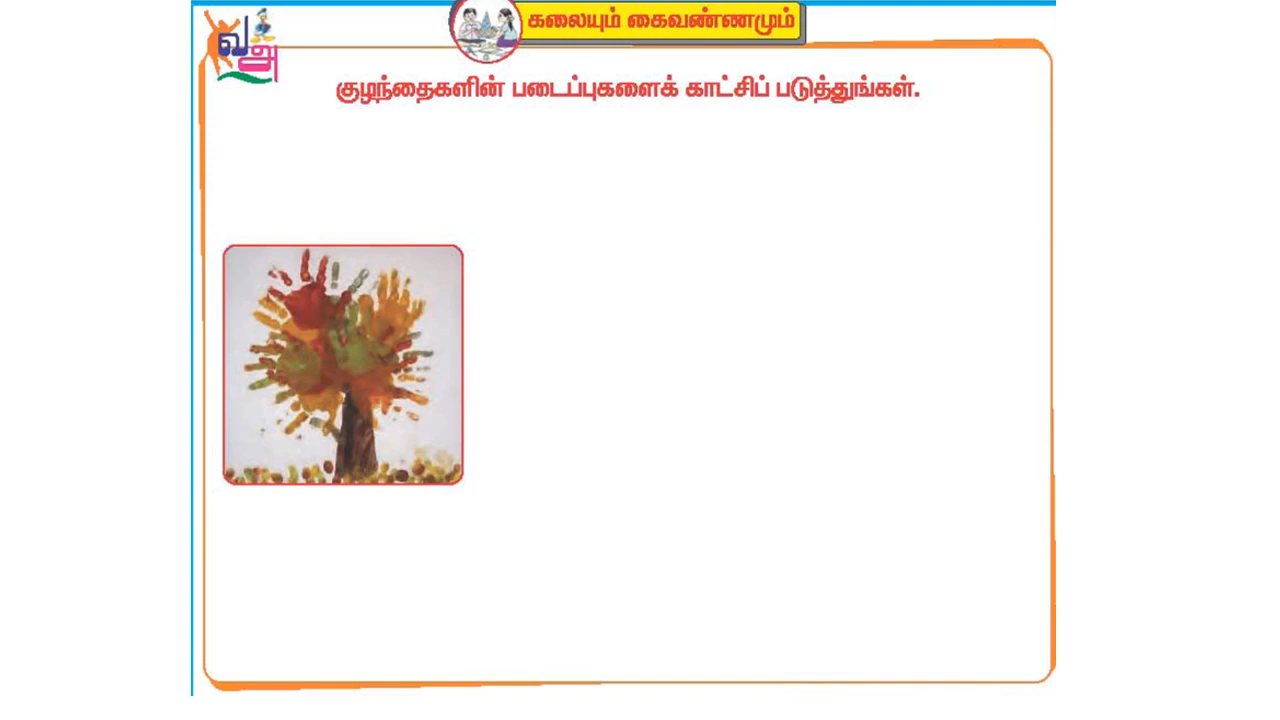 கலையும் கைவண்ணமும்
குழந்தைகளின் படைப்புகளைக் காட்சிப் படுத்துங்கள்.